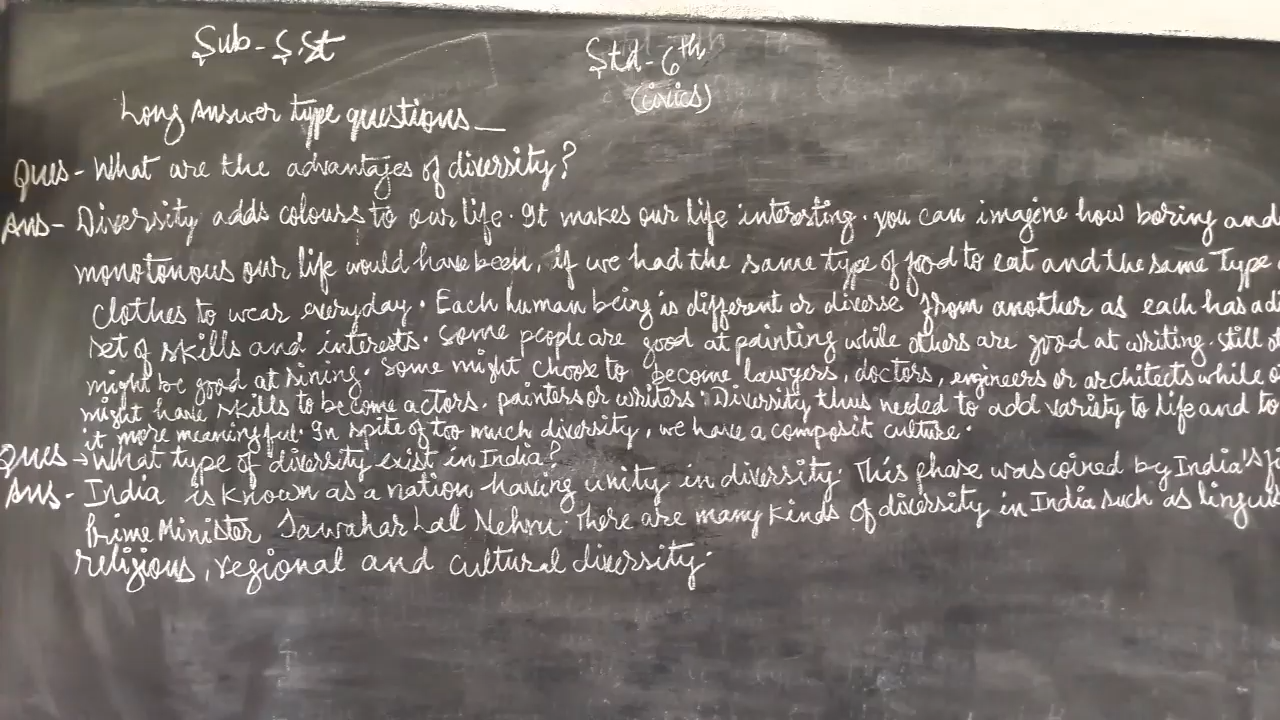 Sub- S.St
Std- 6th
(civics)
Long Answer type questions_
Ques - What are the advantages of diversity?
Ans - Diversity adds colours to our life. It makes our life interesting. you can imagine how boring and
monotonous our life would have been, if we had the same type of food to eat and the same type
clothes to wear everyday. Each human being is different or diverse from another as each has a di
set of skills and interests. Some people are good at painting while others are good at writing. still
might be good at sining. Some might choose to become lawyers, doctors, engineers or architects while
might have skills to become actors, painters or writers. Diversity thus needed to add variety to life and to
it more meaningful. In spite of too much diversity, we have a composit culture.
Ques → What type of diversity exist in India?
Ans - India is known as a nation having unity in diversity. This phase was coined by India's fi
Prime Minister Jawahar Lal Nehru. There are many kinds of diversity in India such as lingu
religious, regional and cultural diversity.